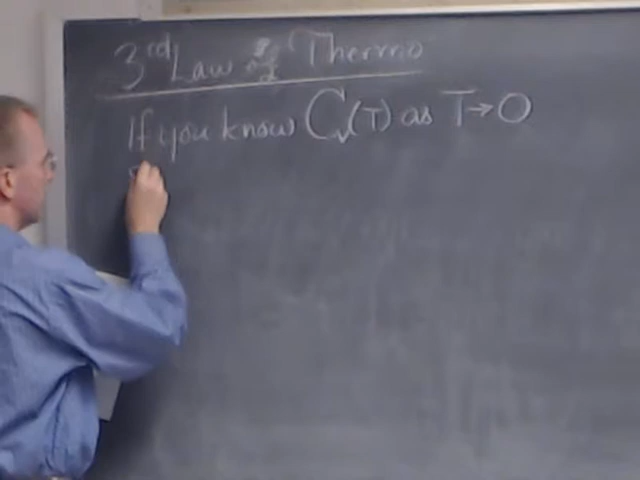 3rd Law of Thermo
If you know Cv(T) as T→0